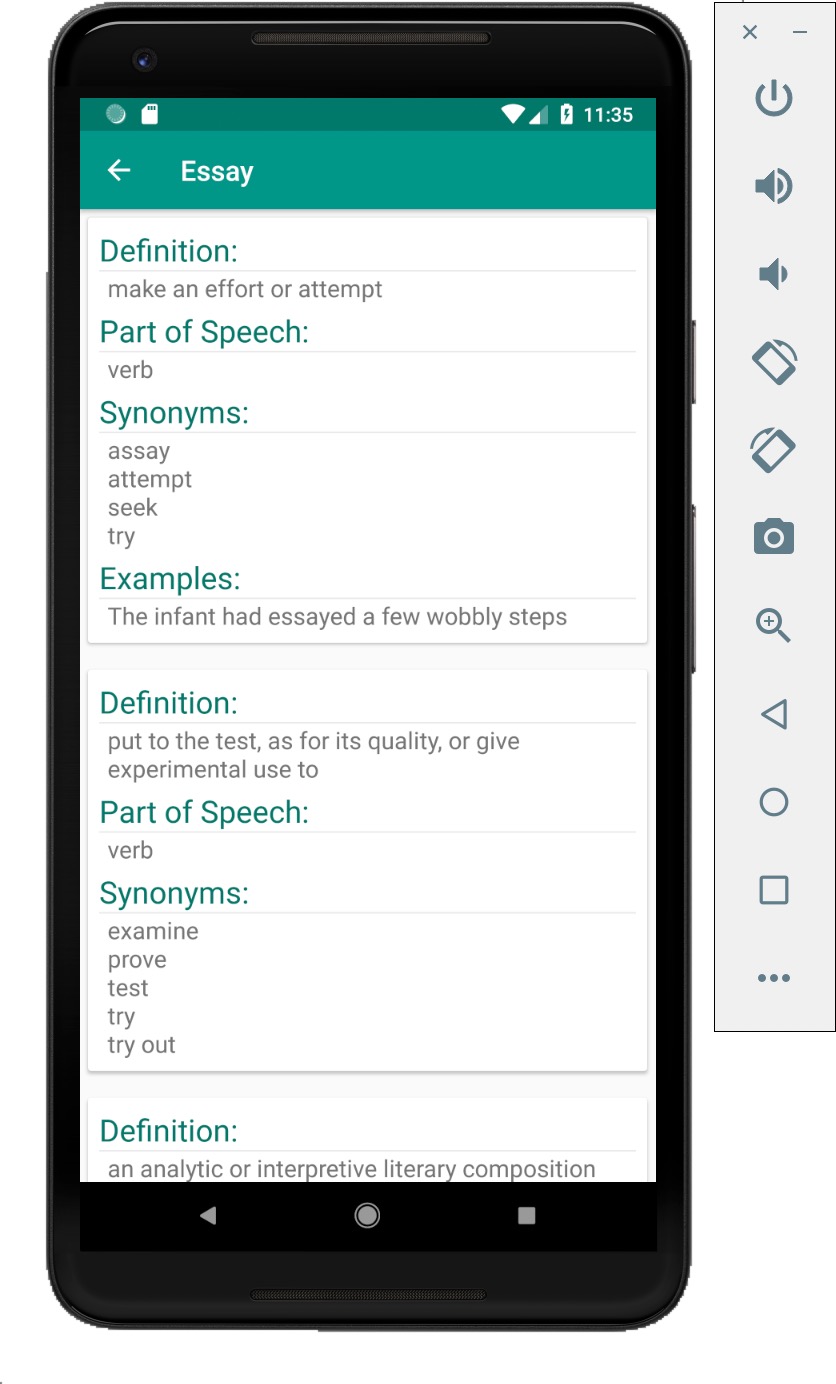 11:35
Essay
Definition:
make an effort or attempt
Part of Speech:
verb
Synonyms:
assay
attempt
seek
try
Examples:
The infant had essayed a few wobbly steps
Definition:
put to the test, as for its quality, or give
experimental use to
Part of Speech:
verb
Synonyms:
examine
prove
test
try
try out
Definition:
an analytic or interpretive literary composition